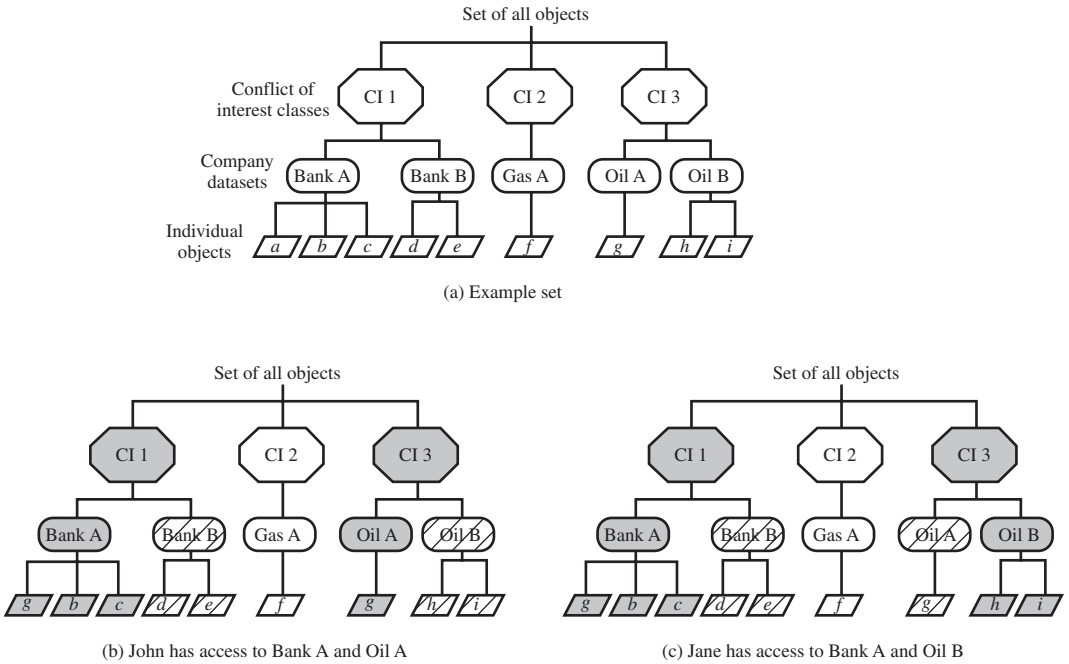 Set of all objects
Conflict of
interest classes
CI 1
CI 2
CI 3
Company
datasets
Bank A
Bank B
Gas A
Oil A
Oil B
Individual
objects
a
b
c
d
e
f
g
h
i
(a) Example set
Set of all objects
CI 1
CI 2
CI 3
Bank A
Bank B
Gas A
Oil A
Oil B
g
b
c
d
e
f
g
h
i
(b) John has access to Bank A and Oil A
Set of all objects
CI 1
CI 2
CI 3
Bank A
Bank B
Gas A
Oil A
Oil B
g
b
c
d
e
f
g
h
i
(c) Jane has access to Bank A and Oil B